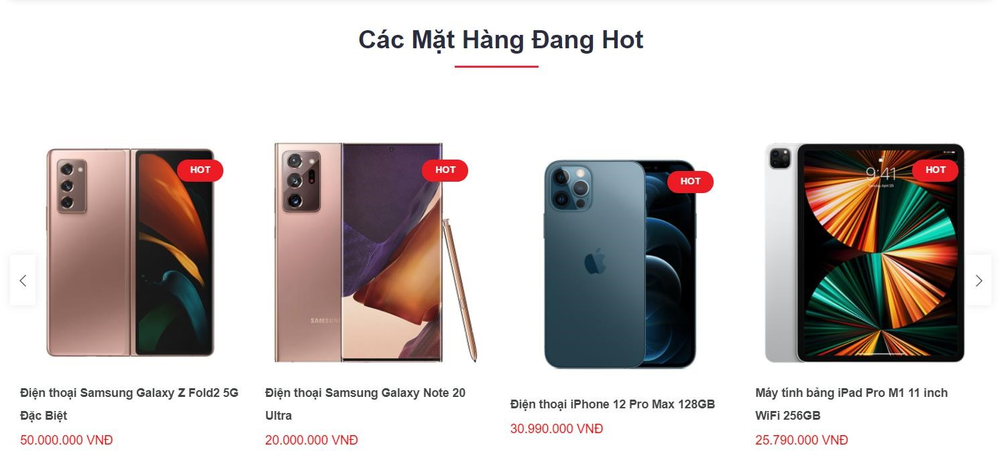 Các Mặt Hàng Đang Hot
HOT
HOT
HOT
HOT
9:41
Tuesday, April 20
SAMSUNG
Điện thoại Samsung Galaxy Z Fold2 5G
Đặc Biệt
50.000.000 VNĐ
Điện thoại Samsung Galaxy Note 20
Ultra
20.000.000 VNĐ
Điện thoại iPhone 12 Pro Max 128GB
30.990.000 VNĐ
Máy tính bảng iPad Pro M1 11 inch
WiFi 256GB
25.790.000 VNĐ